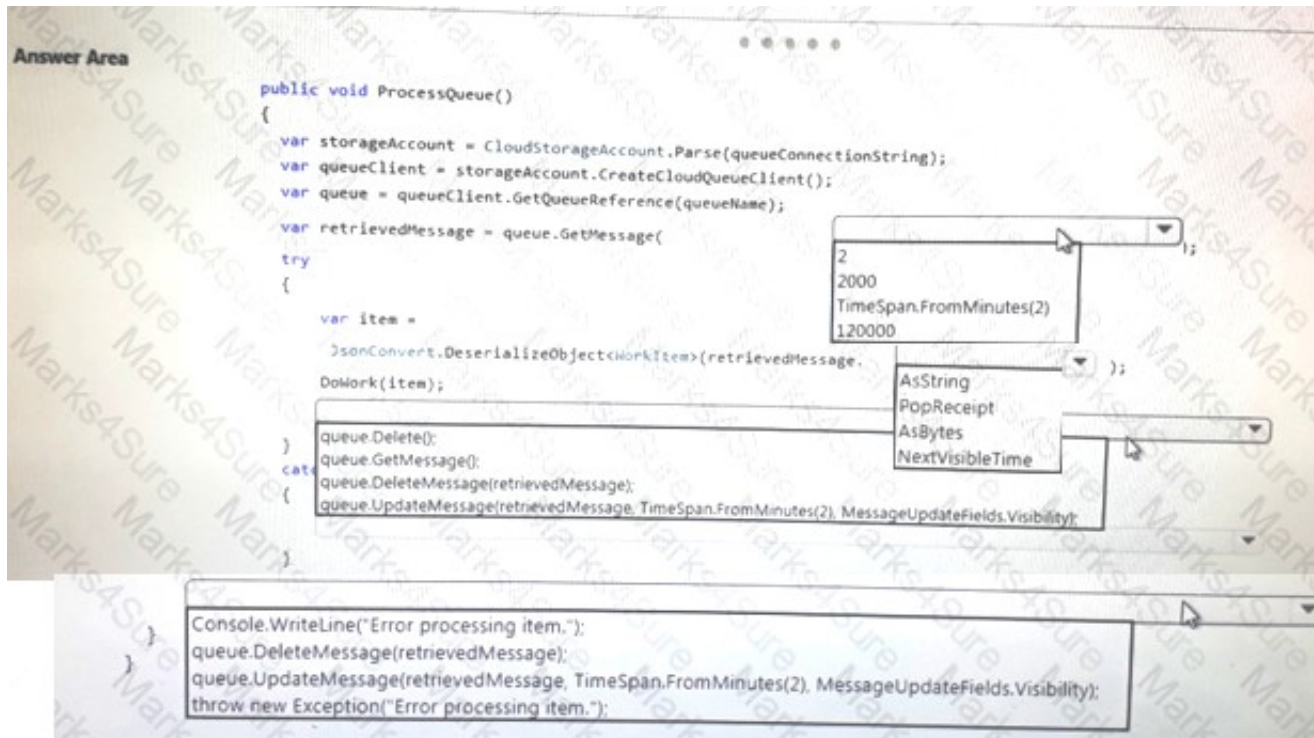 Answer Area
public void ProcessQueue()
{
var storageAccount = CloudStorageAccount.Parse(queueConnectionString);
var queueClient = storageAccount.CreateCloudQueueClient();
var queue = queueClient.GetQueueReference(queueName);
var retrievedMessage = queue.GetMessage(
);
try
{
2
2000
TimeSpan.FromMinutes(2)
120000
var item =
JsonConvert.DeserializeObject<WorkItem>(retrievedMessage.
);
DoWork(item);
AsString
PopReceipt
AsBytes
NextVisibleTime
}
queue.Delete();
queue.GetMessage();
queue.DeleteMessage(retrievedMessage);
queue.UpdateMessage(retrievedMessage, TimeSpan.FromMinutes(2), MessageUpdateFields.Visibility);
{
}
Console.WriteLine("Error processing item.");
queue.DeleteMessage(retrievedMessage);
queue.UpdateMessage(retrievedMessage, TimeSpan.FromMinutes(2), MessageUpdateFields.Visibility);
throw new Exception("Error processing item.");
}
}
Marks4Sure